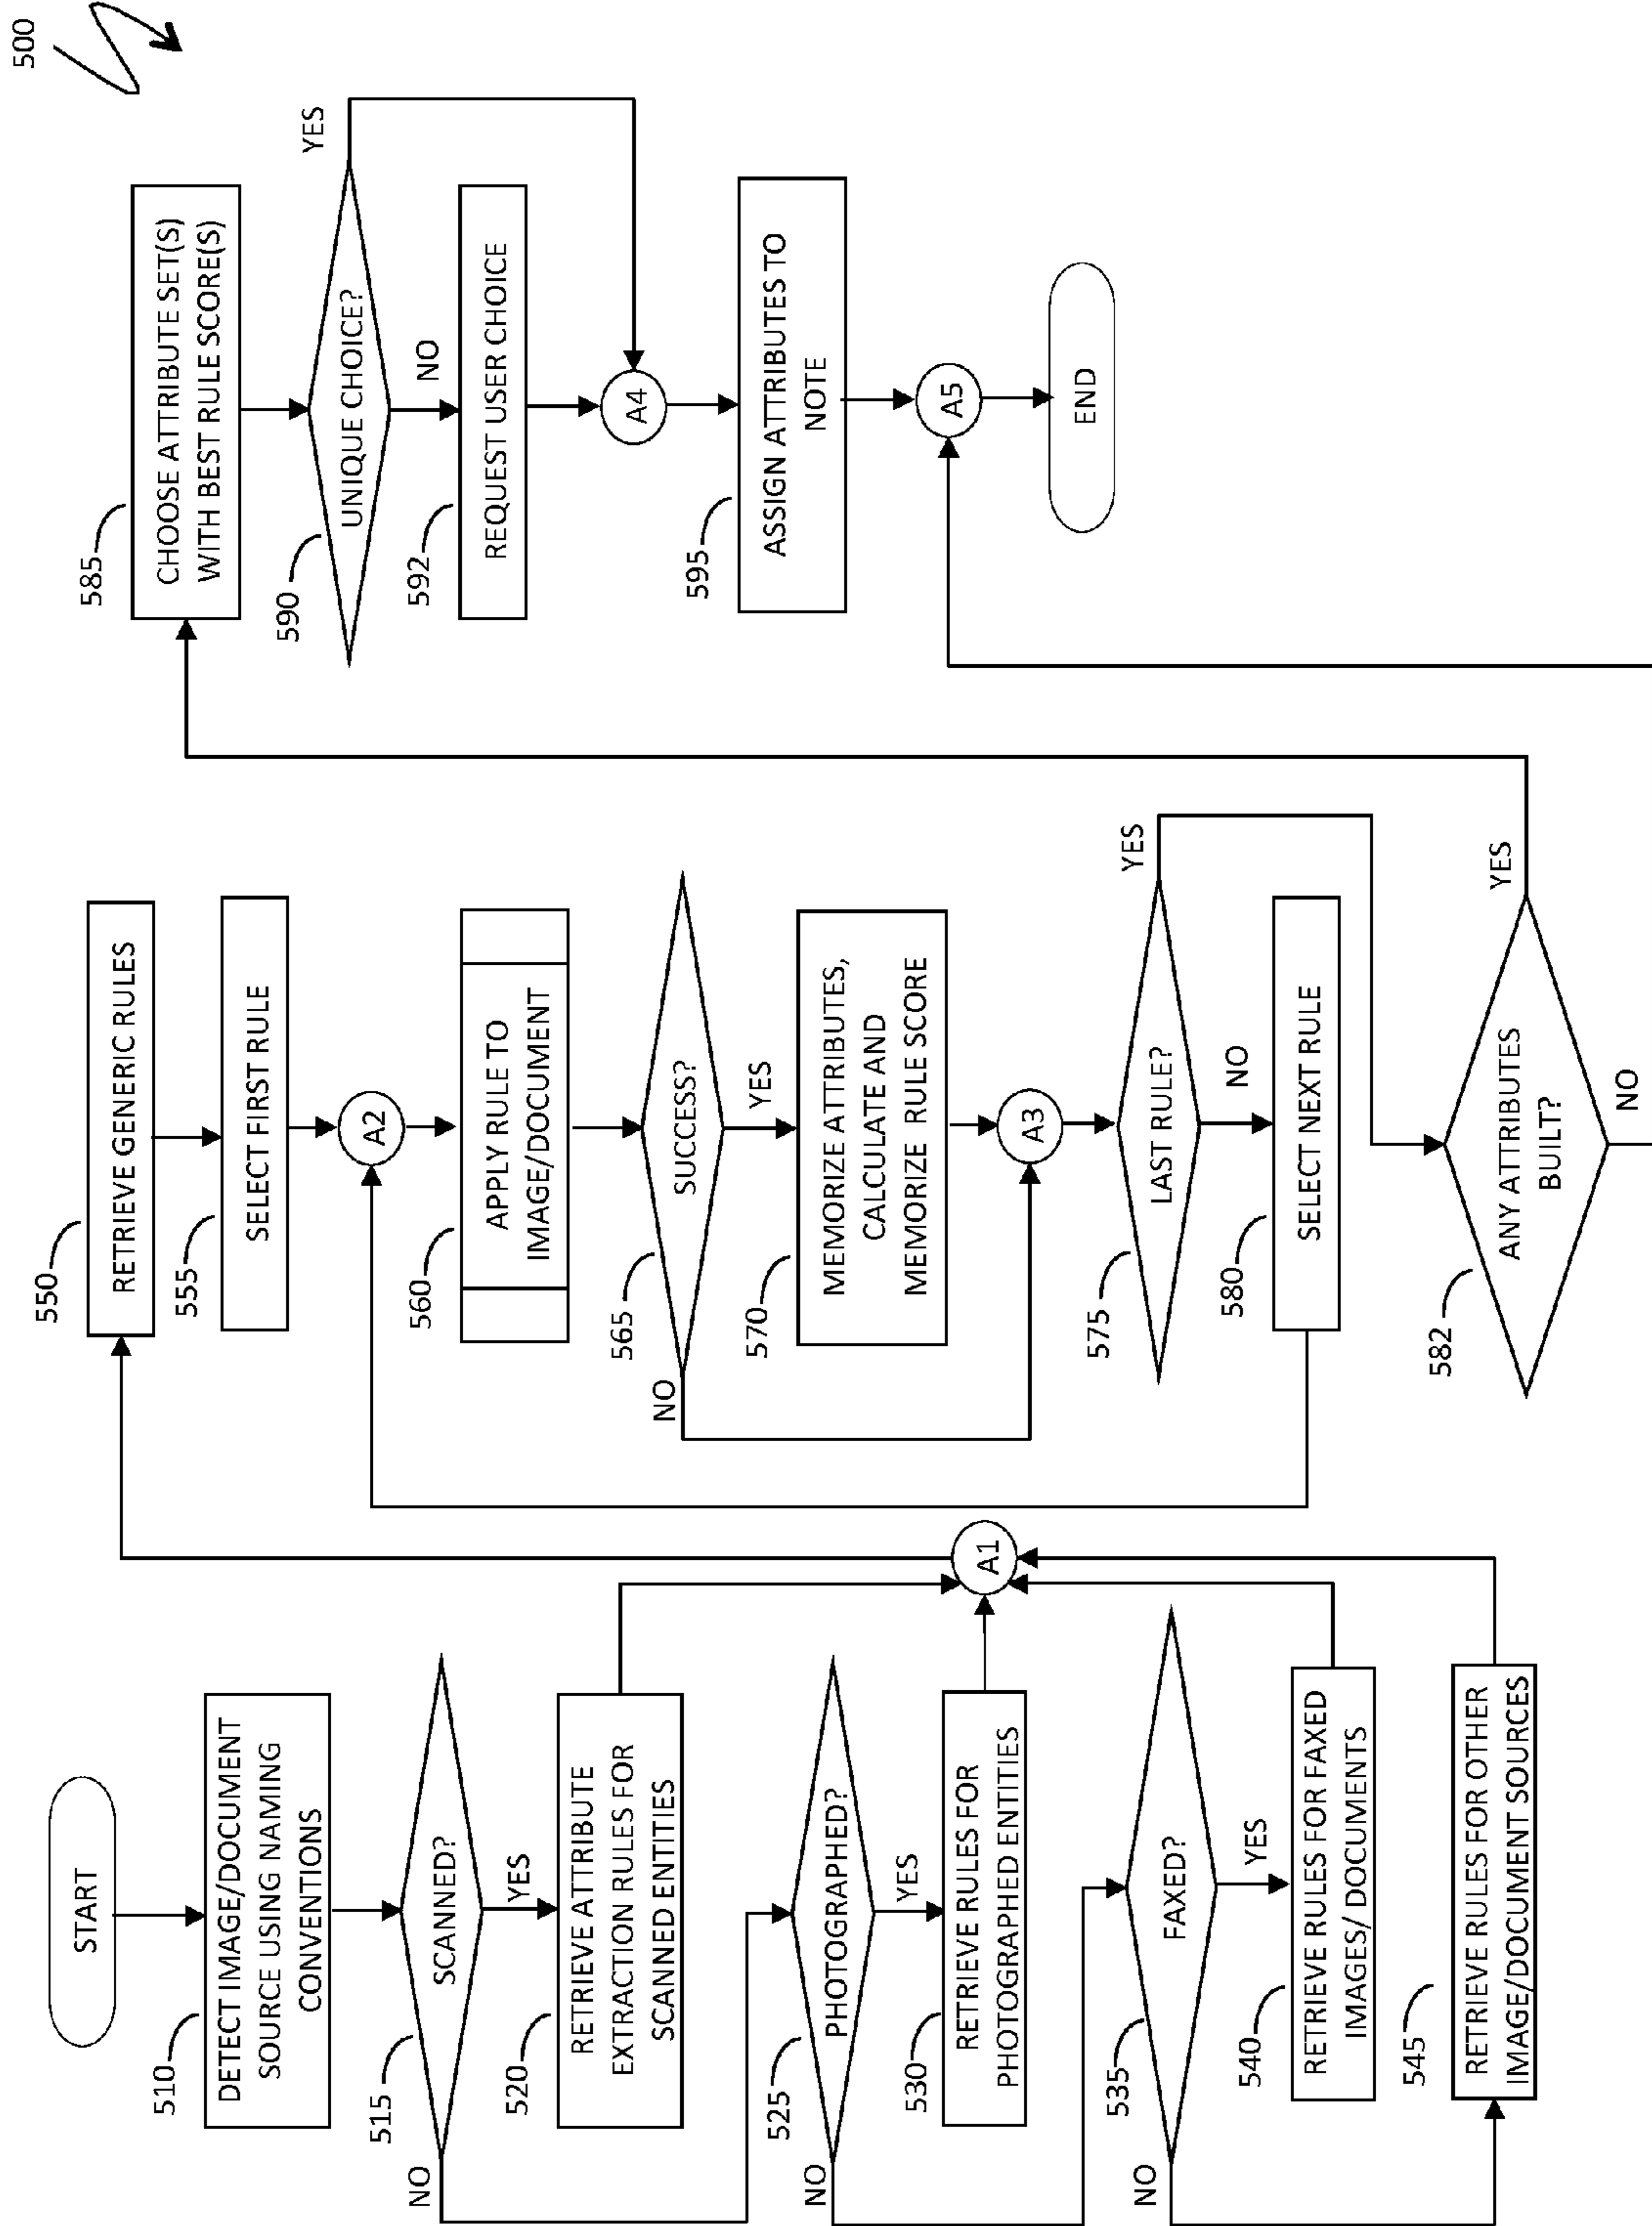 500
START
510
DETECT IMAGE/DOCUMENT
SOURCE USING NAMING
CONVENTIONS
515
SCANNED?
NO
YES
520
RETRIEVE ATTRIBUTE
EXTRACTION RULES FOR
SCANNED ENTITIES
525
PHOTOGRAPHED?
NO
YES
530
RETRIEVE RULES FOR
PHOTOGRAPHED ENTITIES
535
FAXED?
NO
YES
540
RETRIEVE RULES FOR FAXED
IMAGES/ DOCUMENTS
545
RETRIEVE RULES FOR OTHER
IMAGE/DOCUMENT SOURCES
A1
550
RETRIEVE GENERIC RULES
555
SELECT FIRST RULE
A2
560
APPLY RULE TO
IMAGE/DOCUMENT
565
SUCCESS?
NO
YES
570
MEMORIZE ATTRIBUTES,
CALCULATE AND
MEMORIZE RULE SCORE
A3
575
LAST RULE?
YES
NO
580
SELECT NEXT RULE
582
ANY ATTRIBUTES
BUILT?
YES
NO
585
CHOOSE ATTRIBUTE SET(S)
WITH BEST RULE SCORE(S)
590
UNIQUE CHOICE?
YES
NO
592
REQUEST USER CHOICE
A4
595
ASSIGN ATTRIBUTES TO
NOTE
A5
END